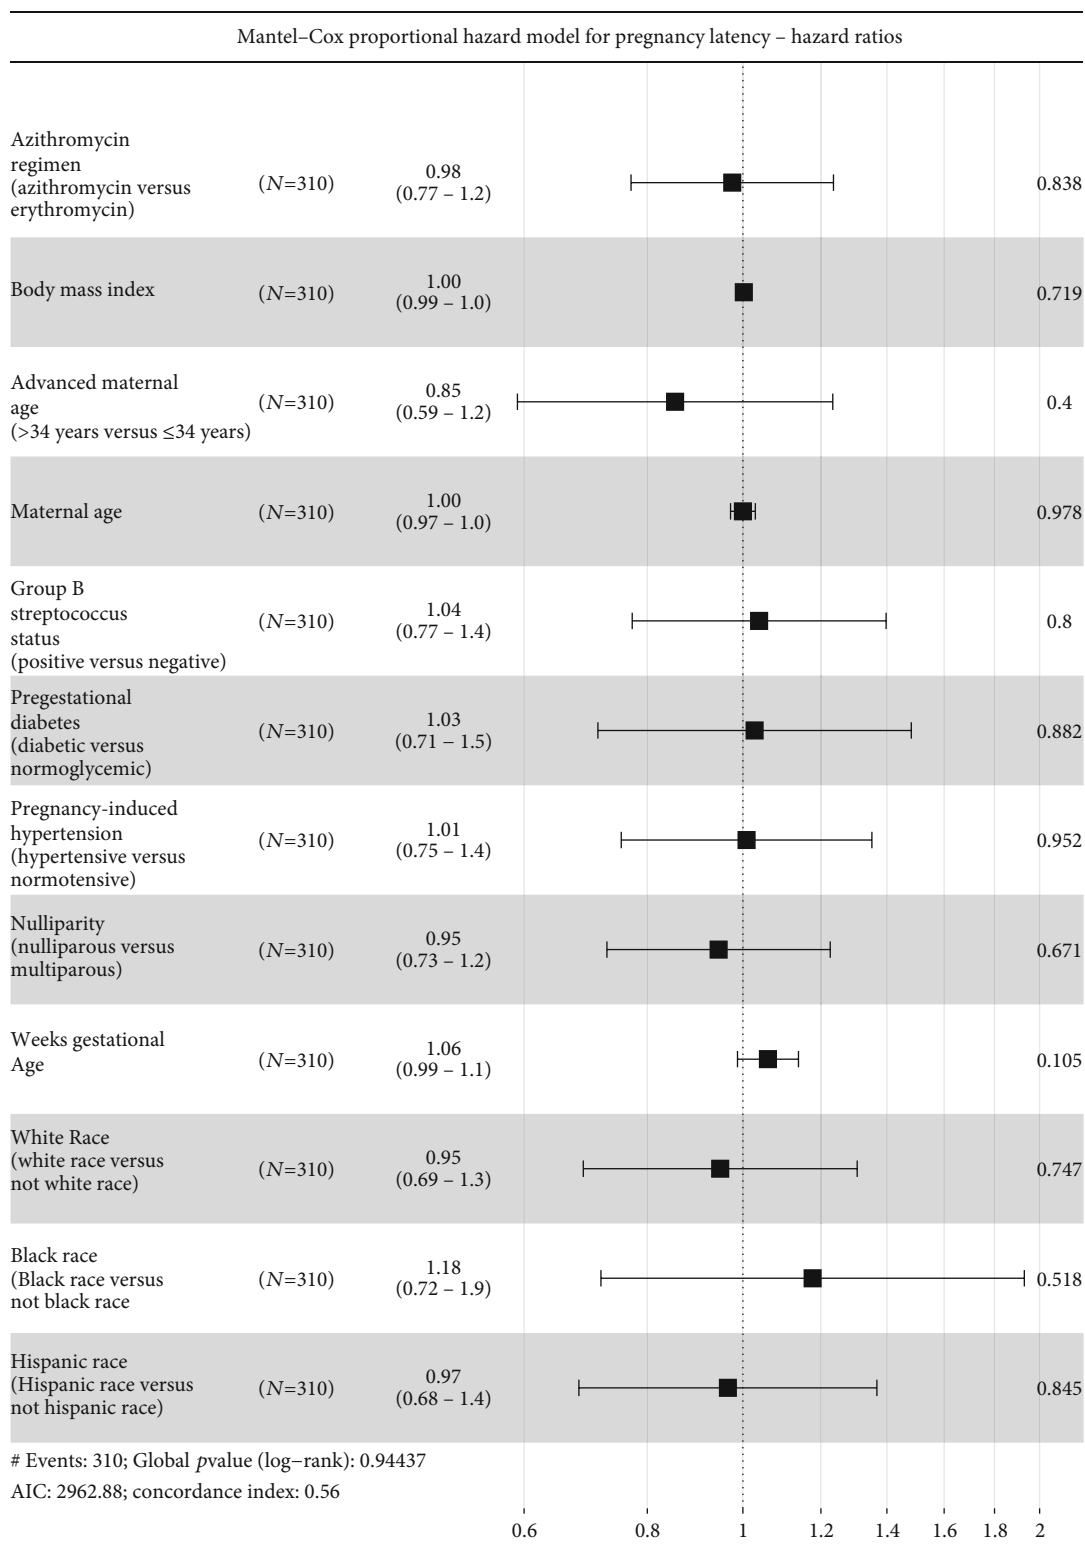 Mantel–Cox proportional hazard model for pregnancy latency – hazard ratios
Azithromycin
regimen
(azithromycin versus
erythromycin)
(N=310)
0.98
(0.77 – 1.2)
0.838
Body mass index
(N=310)
1.00
(0.99 – 1.0)
0.719
Advanced maternal
age
(>34 years versus ≤34 years)
(N=310)
0.85
(0.59 – 1.2)
0.4
Maternal age
(N=310)
1.00
(0.97 – 1.0)
0.978
Group B
streptococcus
status
(positive versus negative)
(N=310)
1.04
(0.77 – 1.4)
0.8
Pregestational
diabetes
(diabetic versus
normoglycemic)
(N=310)
1.03
(0.71 – 1.5)
0.882
Pregnancy-induced
hypertension
(hypertensive versus
normotensive)
(N=310)
1.01
(0.75 – 1.4)
0.952
Nulliparity
(nulliparous versus
multiparous)
(N=310)
0.95
(0.73 – 1.2)
0.671
Weeks gestational
Age
(N=310)
1.06
(0.99 – 1.1)
0.105
White Race
(white race versus
not white race)
(N=310)
0.95
(0.69 – 1.3)
0.747
Black race
(Black race versus
not black race
(N=310)
1.18
(0.72 – 1.9)
0.518
Hispanic race
(Hispanic race versus
not hispanic race)
(N=310)
0.97
(0.68 – 1.4)
0.845
# Events: 310; Global pvalue (log−rank): 0.94437
AIC: 2962.88; concordance index: 0.56
0.6 0.8 1 1.2 1.4 1.6 1.8 2